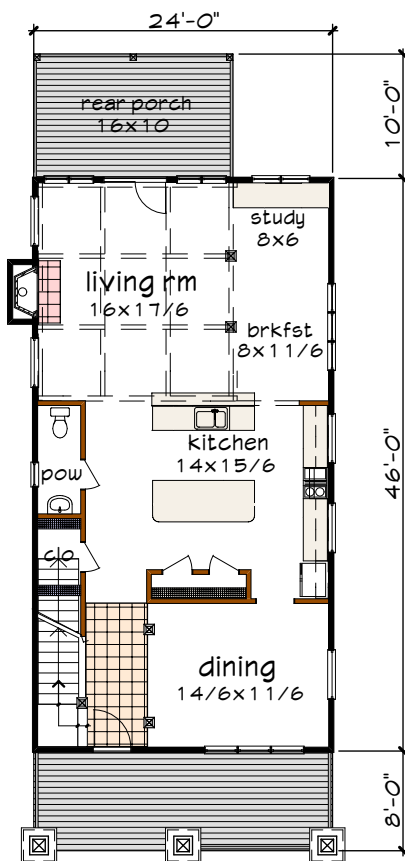 24'-0"
rear porch
16x10
10'-0"
study
8x6
living rm
16x17/6
brkfst
8x11/6
kitchen
14x15/6
pow
46'-0"
clo
dining
14/6x11/6
8'-0"